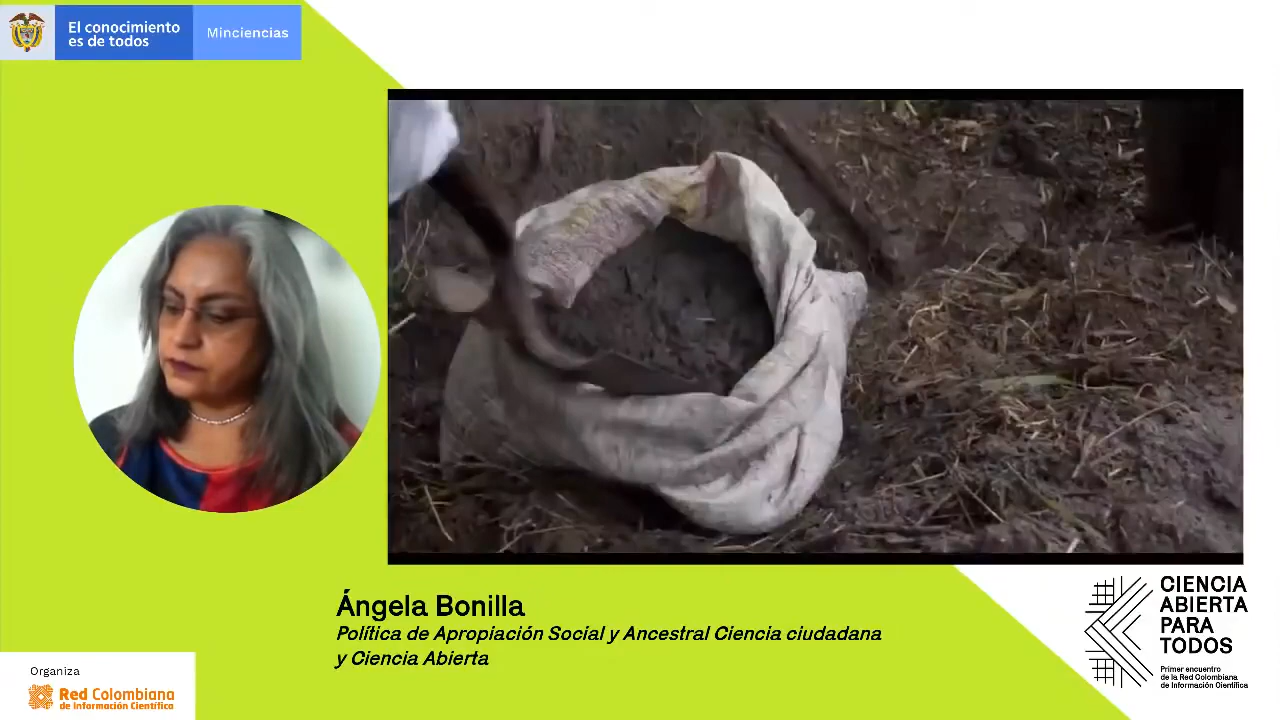 El conocimiento
es de todos
Minciencias
Ángela Bonilla
Política de Apropiación Social y Ancestral Ciencia ciudadana
y Ciencia Abierta
CIENCIA
ABIERTA
PARA
TODOS
Primer encuentro
de la Red Colombiana
de Información Científica
Organiza
Red Colombiana
de Información Científica